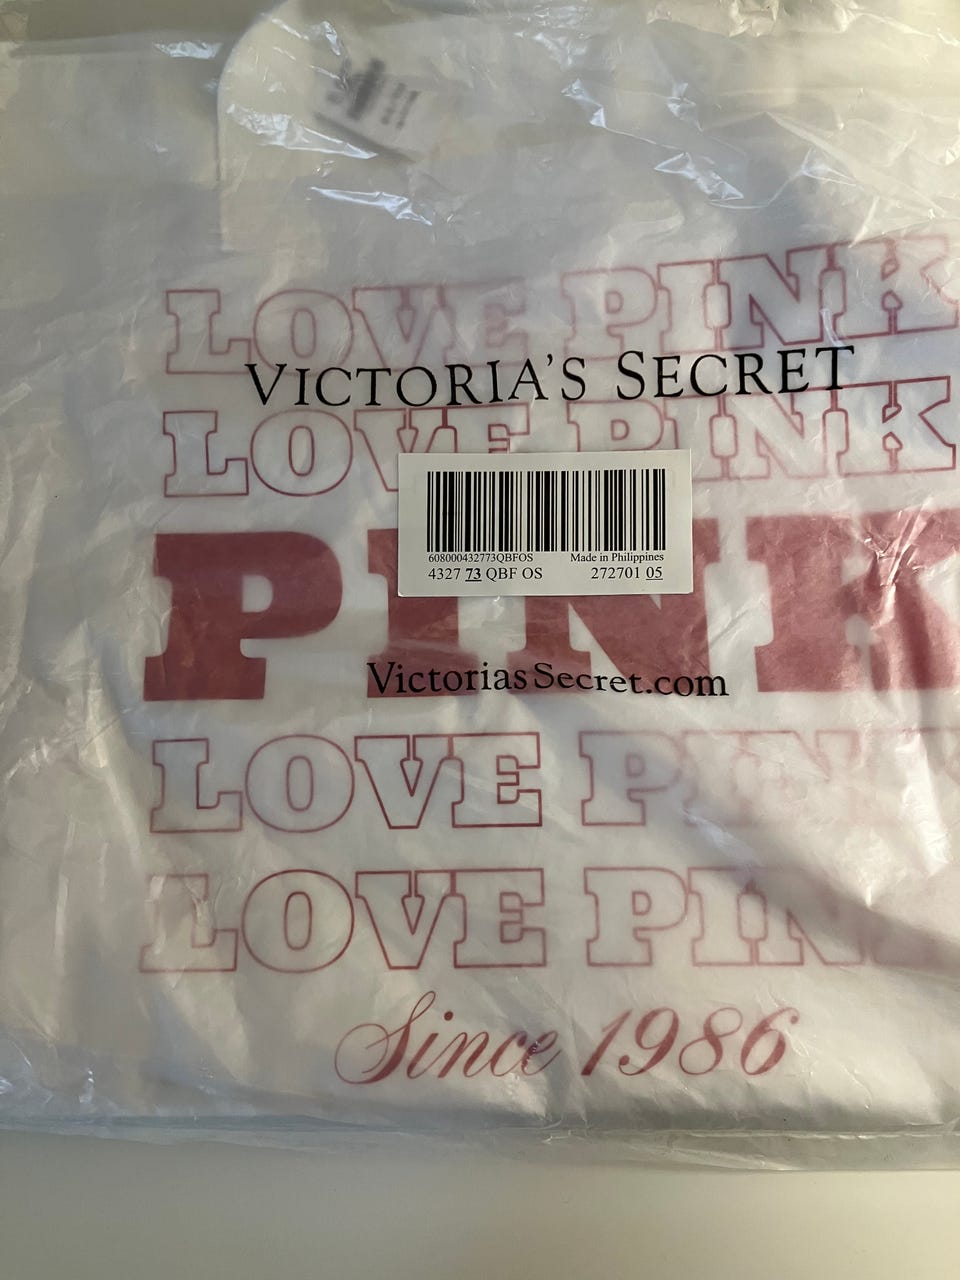 LOVE PINK
VICTORIA'S SECRET
LOVE PINK
608000432773QBFOS Made in Philippines
4327 73 QBF OS 272701 05
PINK
VictoriasSecret.com
LOVE PINK
LOVE PINK
Since 1986